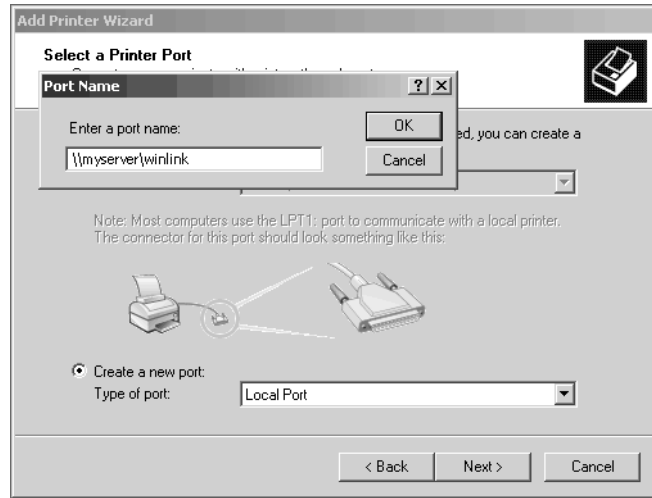 Add Printer Wizard
Select a Printer Port
Port Name
Enter a port name:
\\myserver\winlink
OK
Cancel
ed, you can create a
Note: Most computers use the LPT1: port to communicate with a local printer.
The connector for this port should look something like this:
Create a new port:
Type of port:
Local Port
< Back
Next >
Cancel